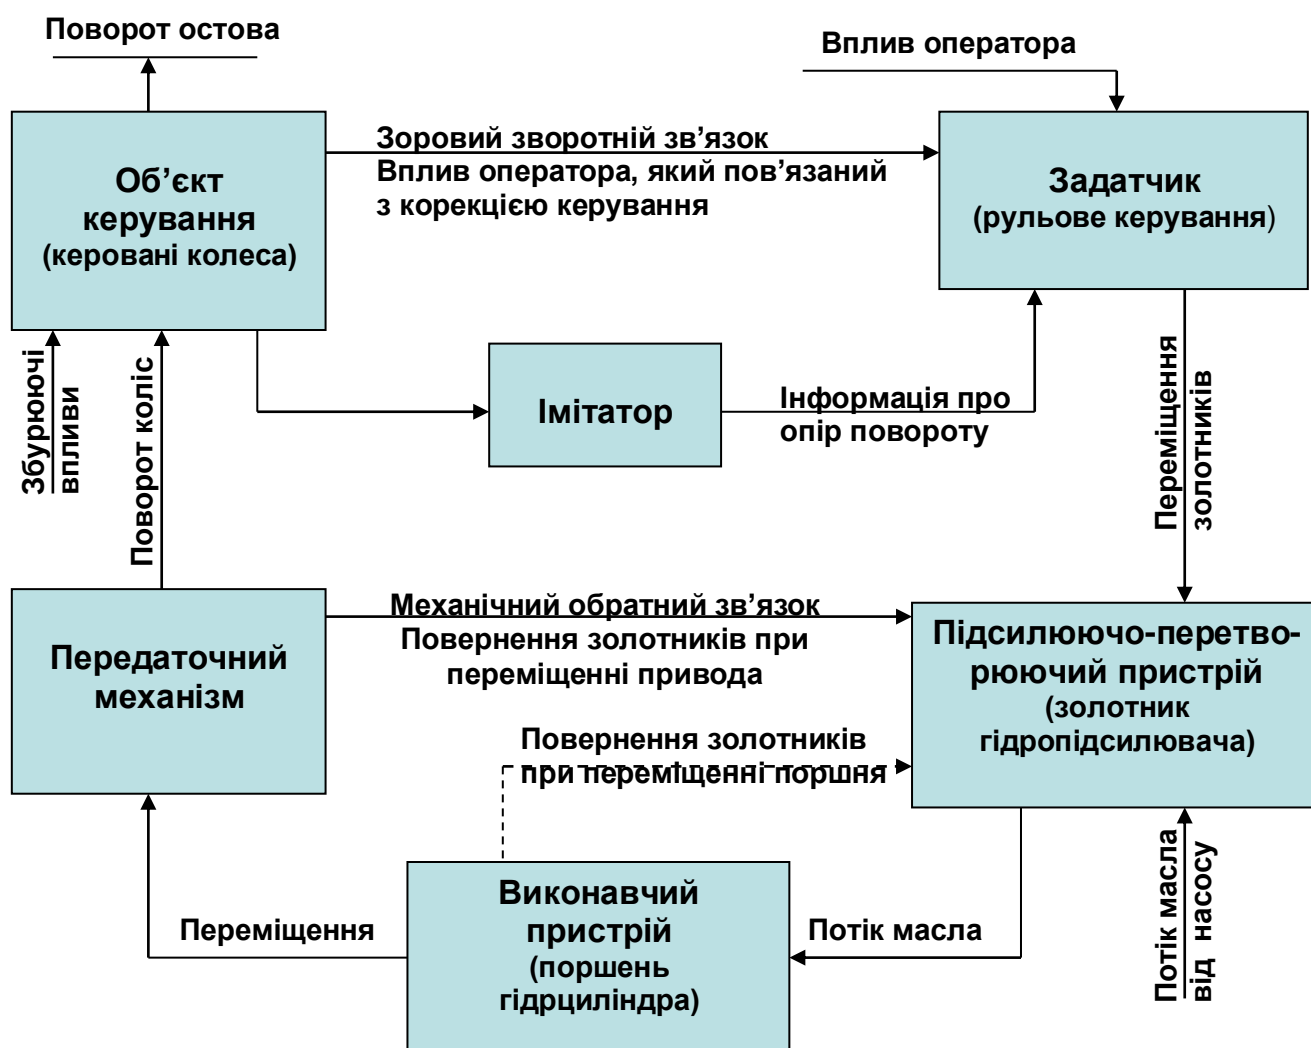 Поворот остова
Вплив оператора
Об’єкт
керування
(керовані колеса)
Зоровий зворотній зв’язок
Вплив оператора, який пов’язаний
з корекцією керування
Задатчик
(рульове керування)
Збурюючі
впливи
Поворот коліс
Імітатор
Інформація про
опір повороту
Переміщення
золотників
Передаточний
механізм
Механічний обратний зв’язок
Повернення золотників при
переміщенні привода
Підсилюючо-перетво-
рюючий пристрій
(золотник
гідропідсилювача)
Повернення золотників
при переміщенні поршня
Виконавчий
пристрій
(поршень
гідрциліндра)
Переміщення
Потік масла
Потік масла
від насосу